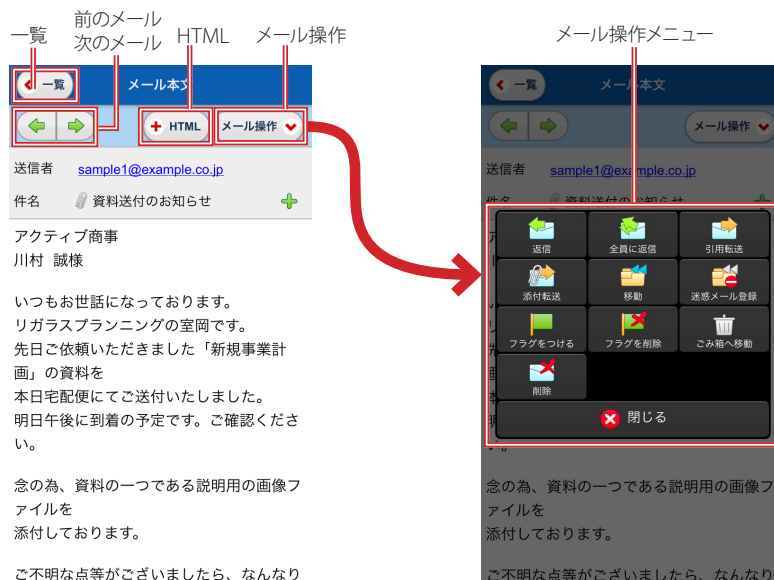 一覧
前のメール
次のメール
HTML
メール操作
一覧
メール本文
HTML
メール操作
送信者 sample1@example.co.jp
件名 資料送付のお知らせ
アクティブ商事
川村 誠様
いつもお世話になっております。
リガラスプランニングの室岡です。
先日ご依頼いただきました「新規事業計
画」の資料を
本日宅配便にてご送付いたしました。
明日午後に到着の予定です。ご確認くださ
い。
念の為、資料の一つである説明用の画像フ
ァイルを
添付しております。
ご不明な点等がございましたら、なんなり
メール操作メニュー
一覧
メール本文
メール操作
送信者 sample1@example.co.jp
件名 資料送付のお知らせ
返信
全員に返信
引用転送
添付転送
移動
迷惑メール登録
フラグをつける
フラグを削除
ごみ箱へ移動
削除
閉じる
い。
念の為、資料の一つである説明用の画像フ
ァイルを
添付しております。
ご不明な点等がございましたら、なんなり